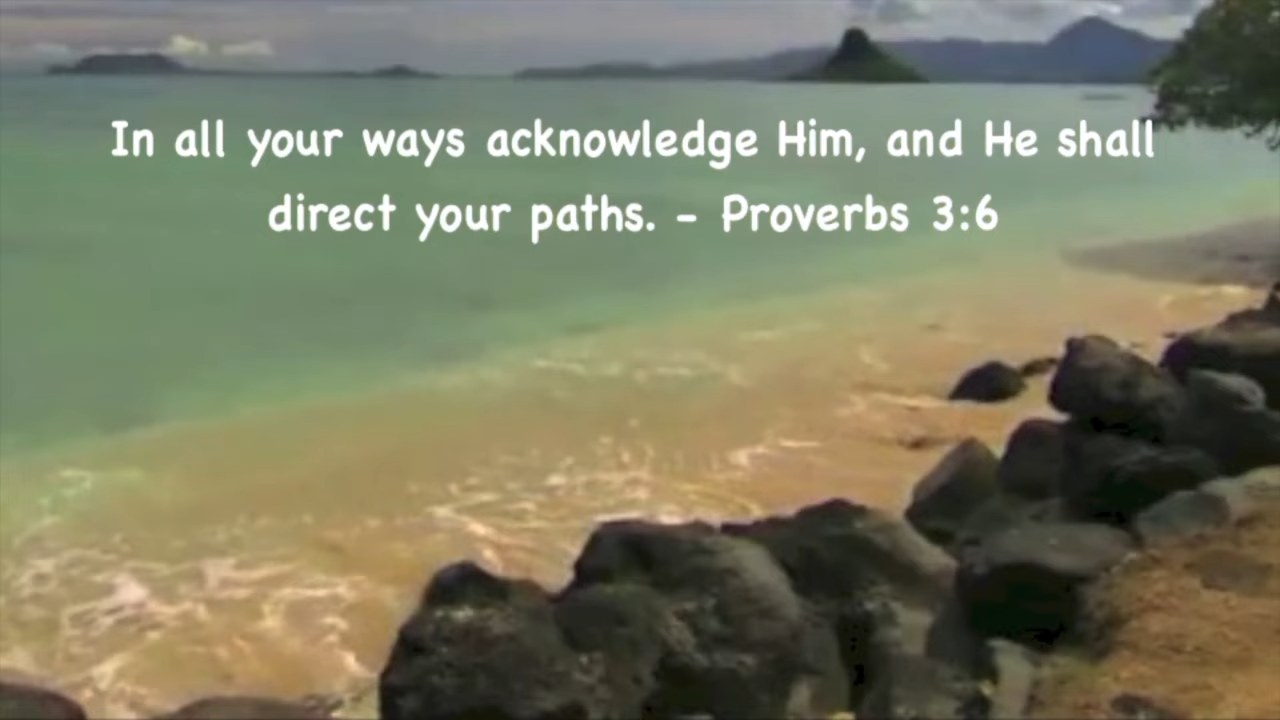 In all your ways acknowledge Him, and He shall
direct your paths. - Proverbs 3:6